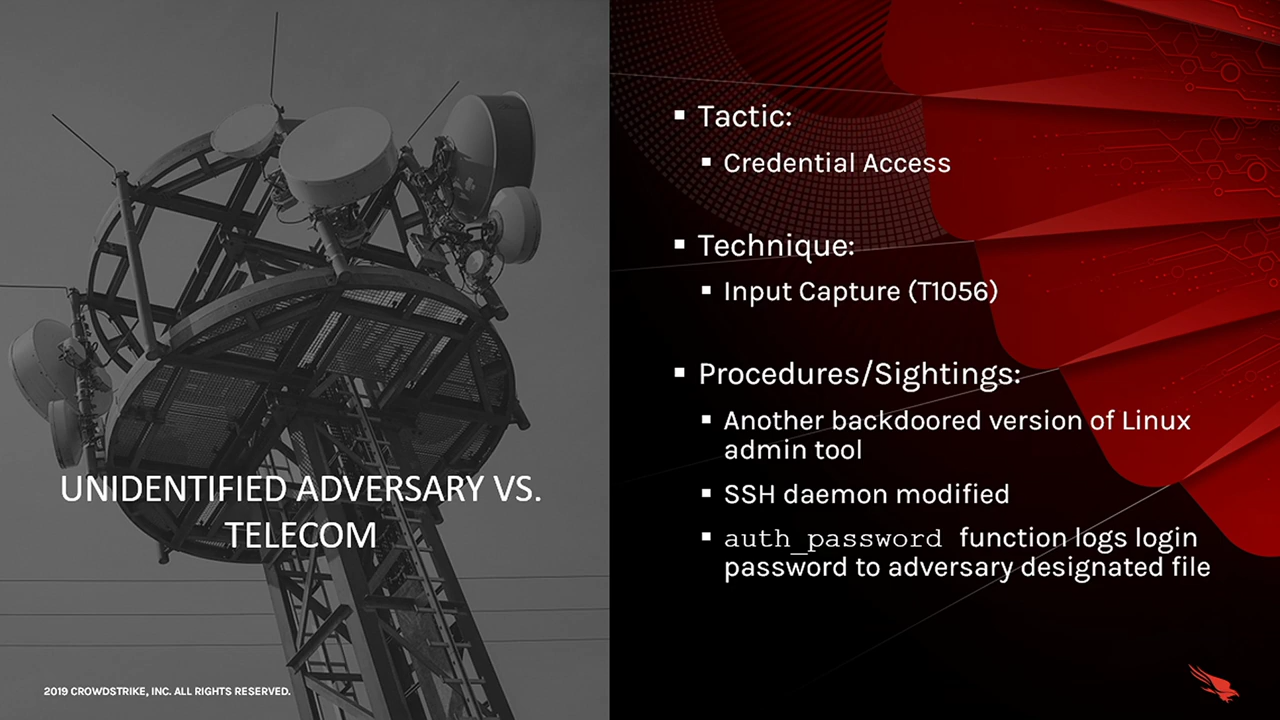 UNIDENTIFIED ADVERSARY VS.
TELECOM
2019 CROWDSTRIKE, INC. ALL RIGHTS RESERVED.
Tactic:
Credential Access
Technique:
Input Capture (T1056)
Procedures/Sightings:
Another backdoored version of Linux
admin tool
SSH daemon modified
auth_password function logs login
password to adversary designated file